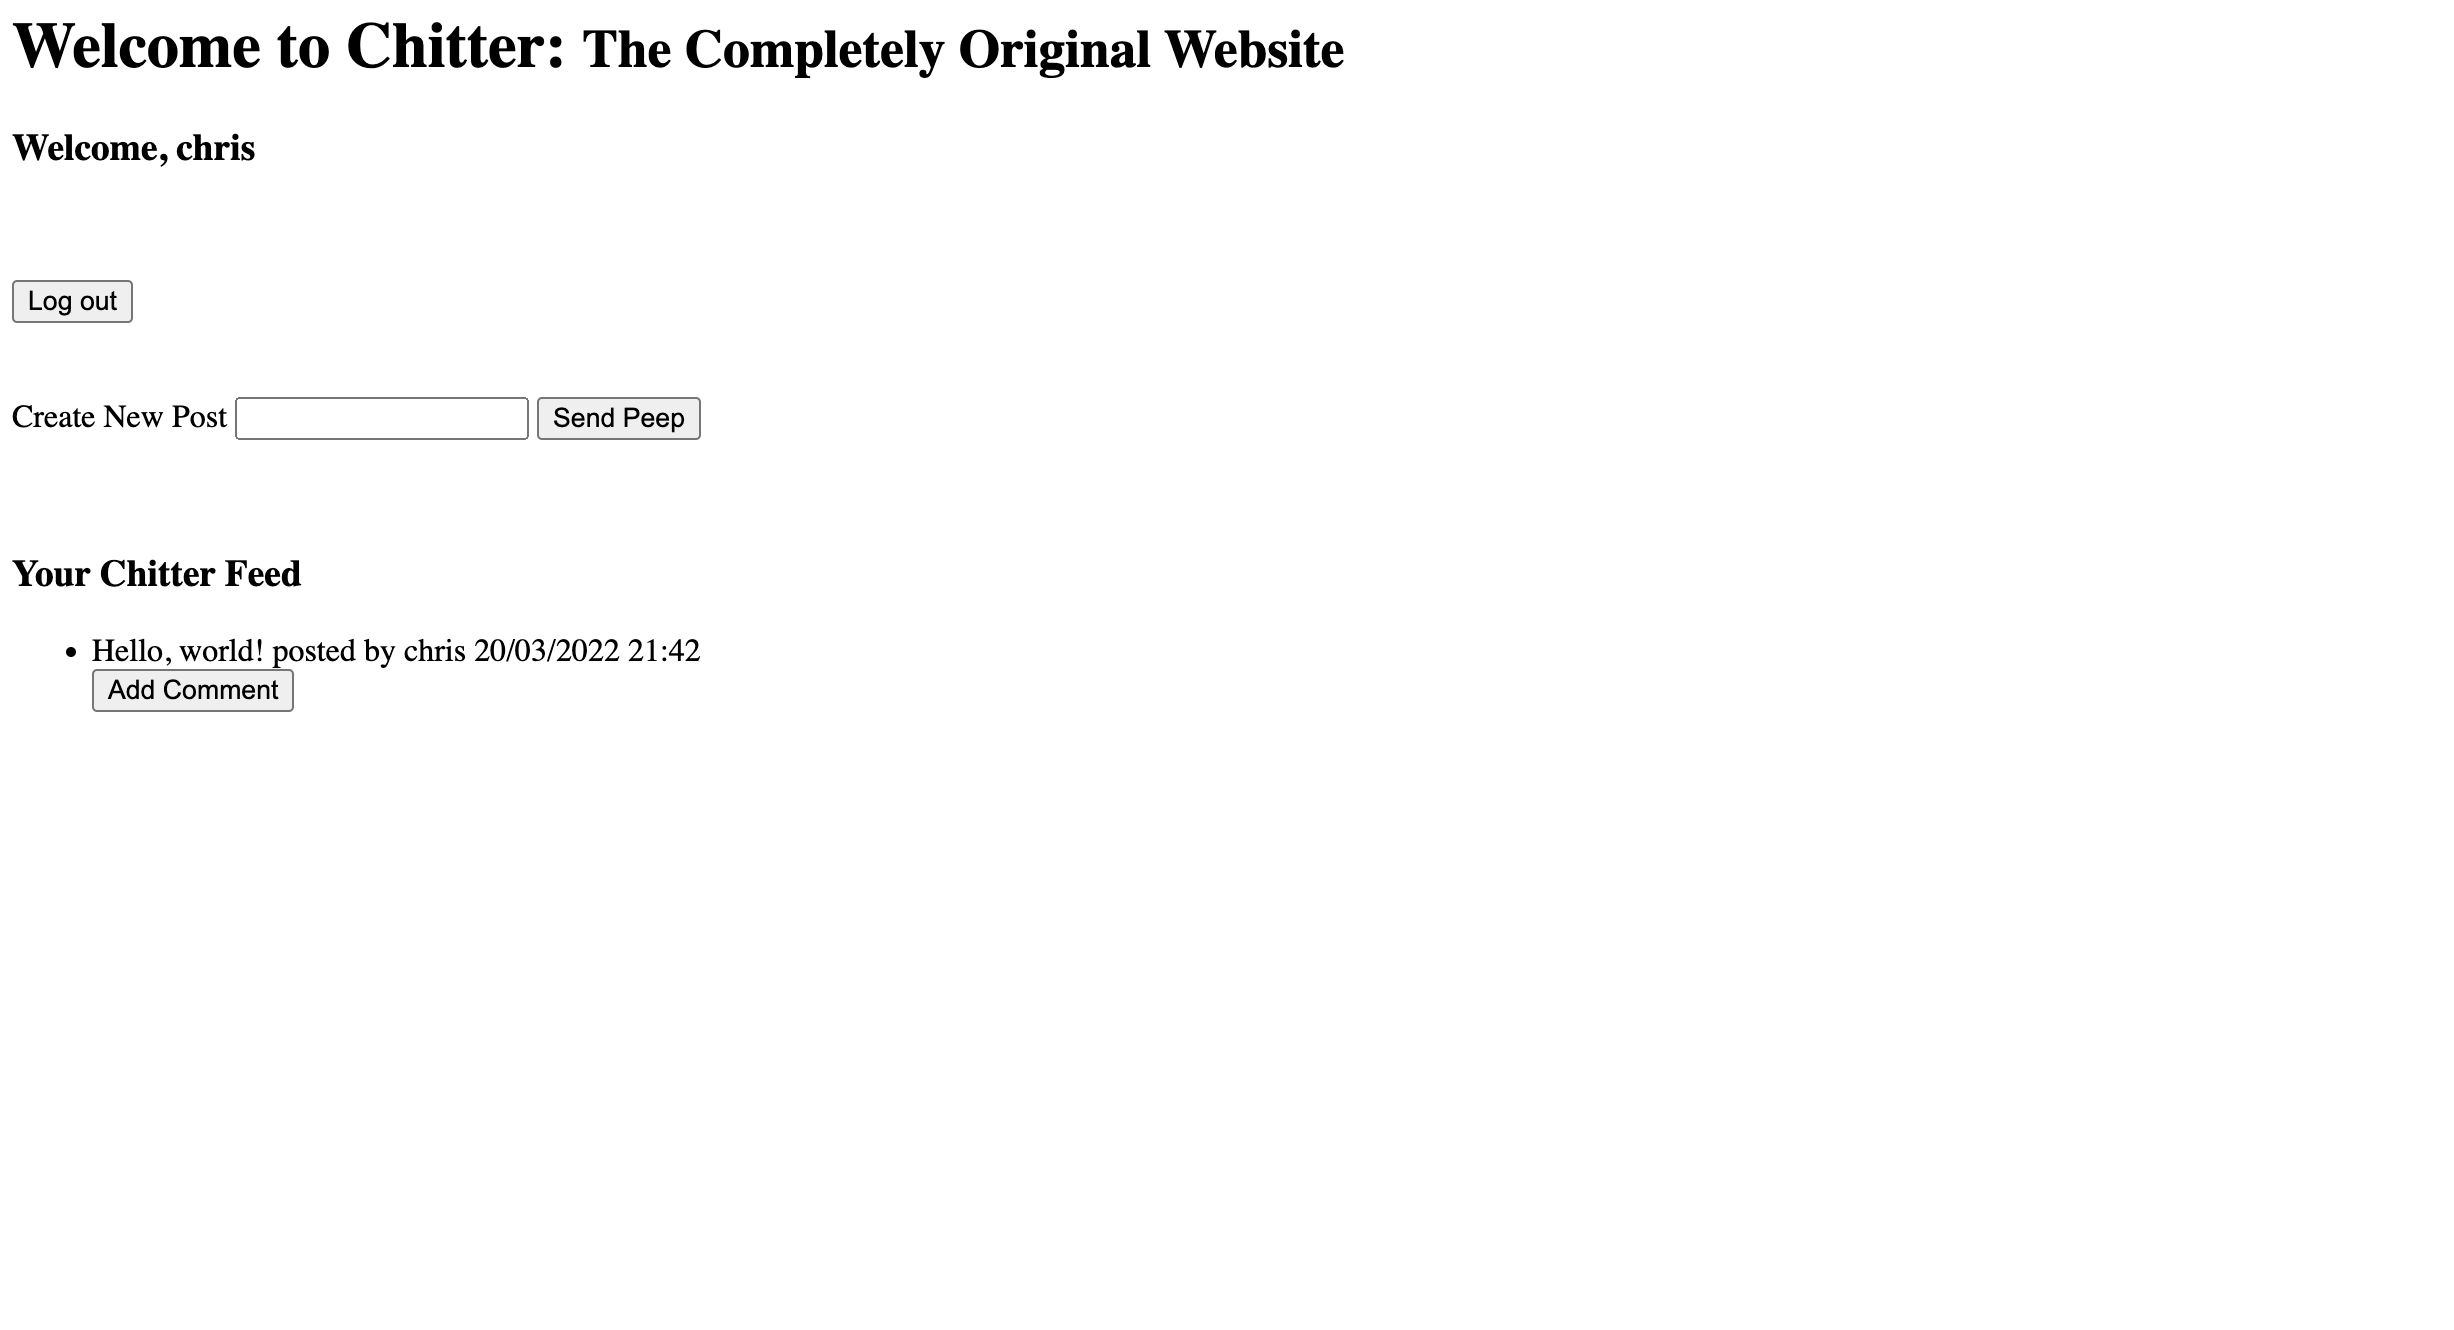 Welcome to Chitter: The Completely Original Website
Welcome, chris
Log out
Create New Post Send Peep
Your Chitter Feed
Hello, world! posted by chris 20/03/2022 21:42
Add Comment